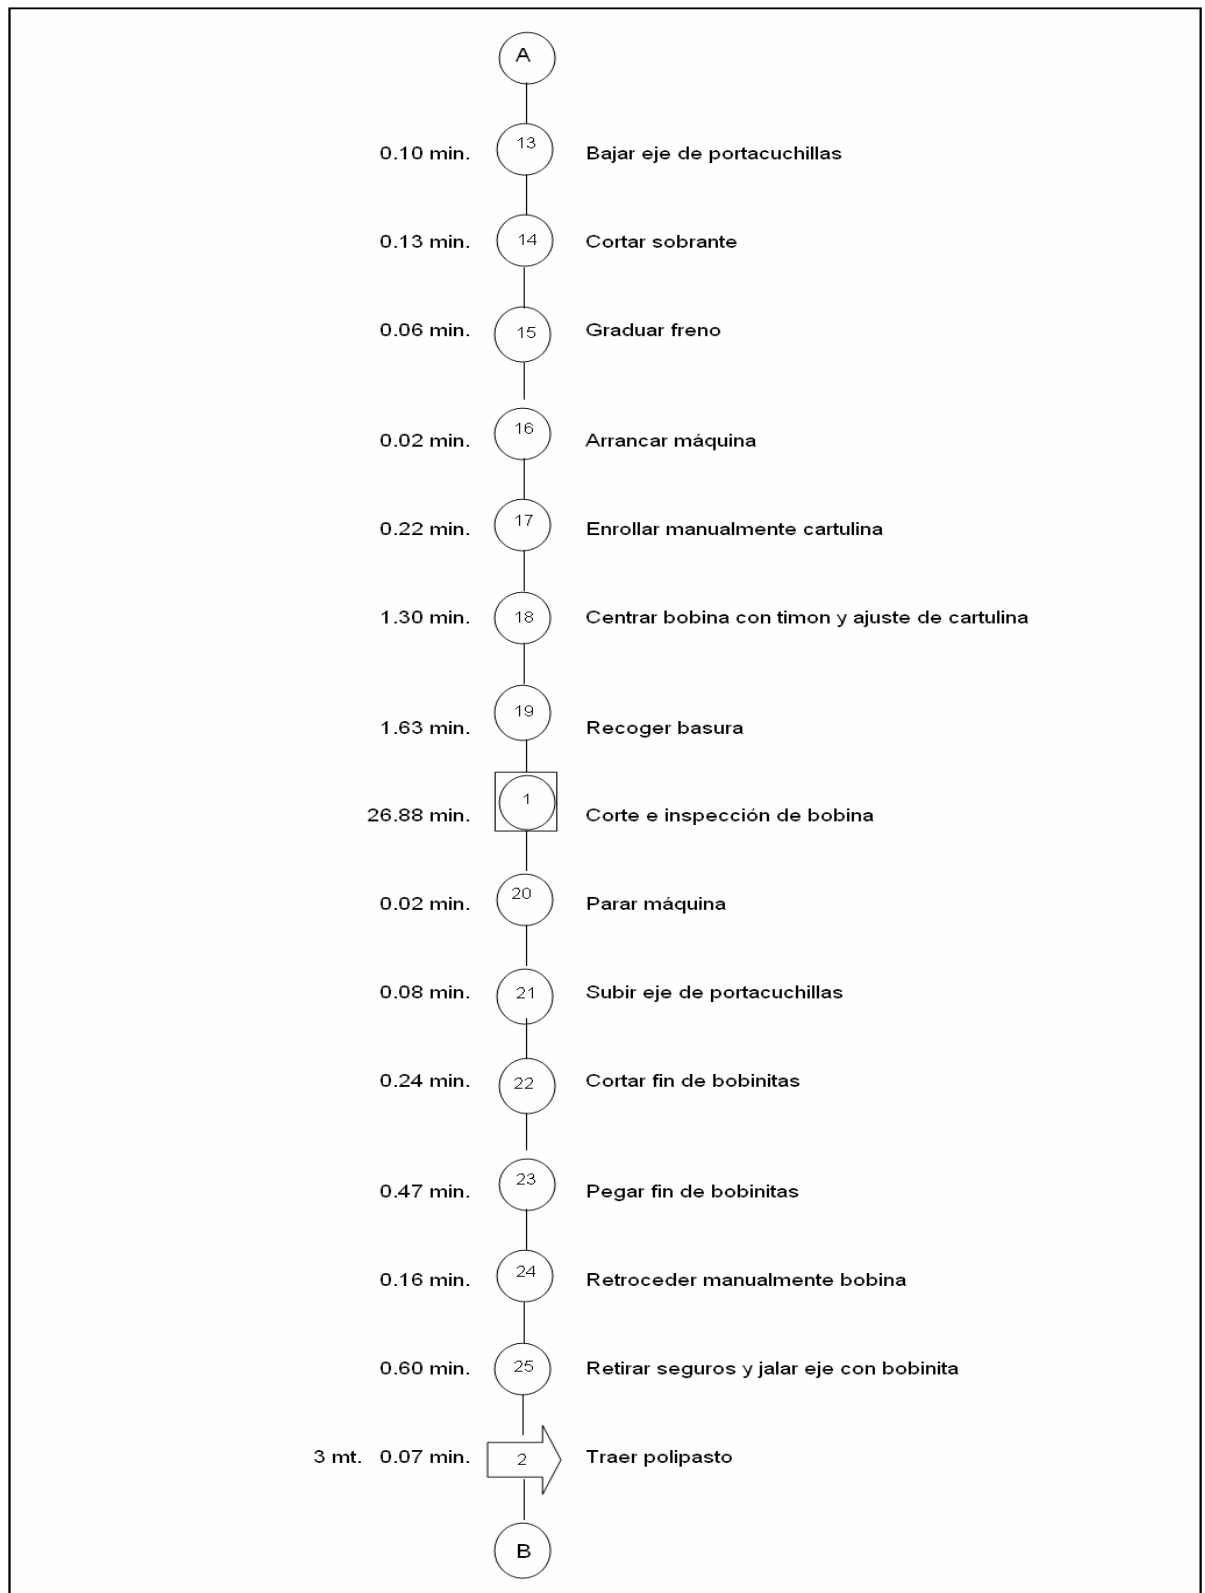 A
0.10 min. 13 Bajar eje de portacuchillas
0.13 min. 14 Cortar sobrante
0.06 min. 15 Graduar freno
0.02 min. 16 Arrancar máquina
0.22 min. 17 Enrollar manualmente cartulina
1.30 min. 18 Centrar bobina con timon y ajuste de cartulina
1.63 min. 19 Recoger basura
26.88 min. 1 Corte e inspección de bobina
0.02 min. 20 Parar máquina
0.08 min. 21 Subir eje de portacuchillas
0.24 min. 22 Cortar fin de bobinitas
0.47 min. 23 Pegar fin de bobinitas
0.16 min. 24 Retroceder manualmente bobina
0.60 min. 25 Retirar seguros y jalar eje con bobinita
3 mt. 0.07 min. 2 Traer polipasto
B